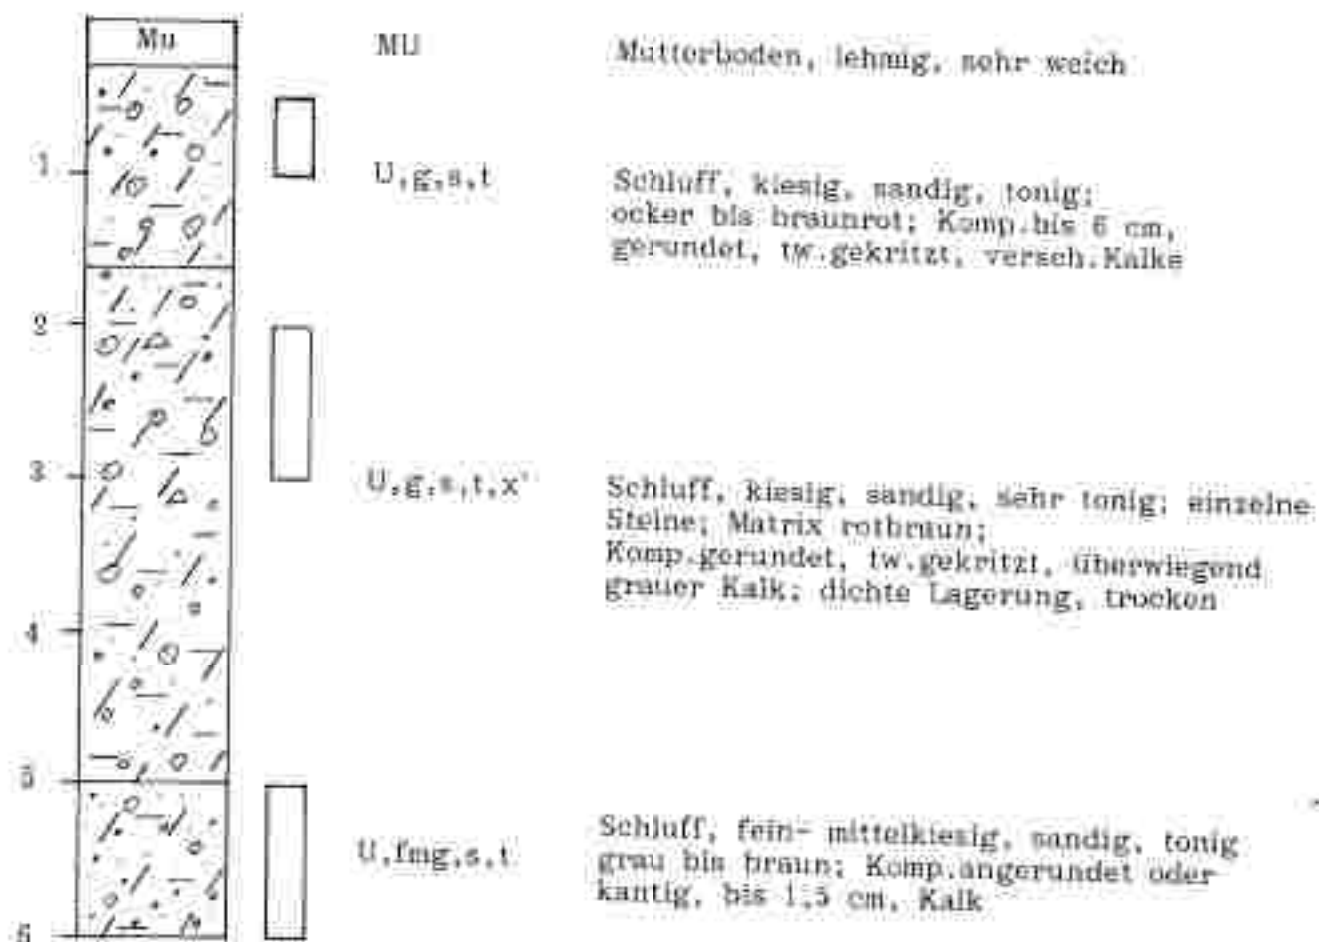 Mu
MU
Mutterboden, lehmig, sehr weich
1
U,g,s,t
Schluff, kiesig, sandig, tonig;
ocker bis braunrot; Komp.bis 6 cm,
gerundet, tw.gekritzt, versch.Kalke
2
3
U,g,s,t,x'
Schluff, kiesig, sandig, sehr tonig; einzelne
Steine; Matrix rotbraun;
Komp.gerundet, tw.gekritzt, überwiegend
grauer Kalk; dichte Lagerung, trocken
4
5
U,fmg,s,t
Schluff, fein- mittelkiesig, sandig, tonig
grau bis braun; Komp.angerundet oder
kantig, bis 1,5 cm, Kalk